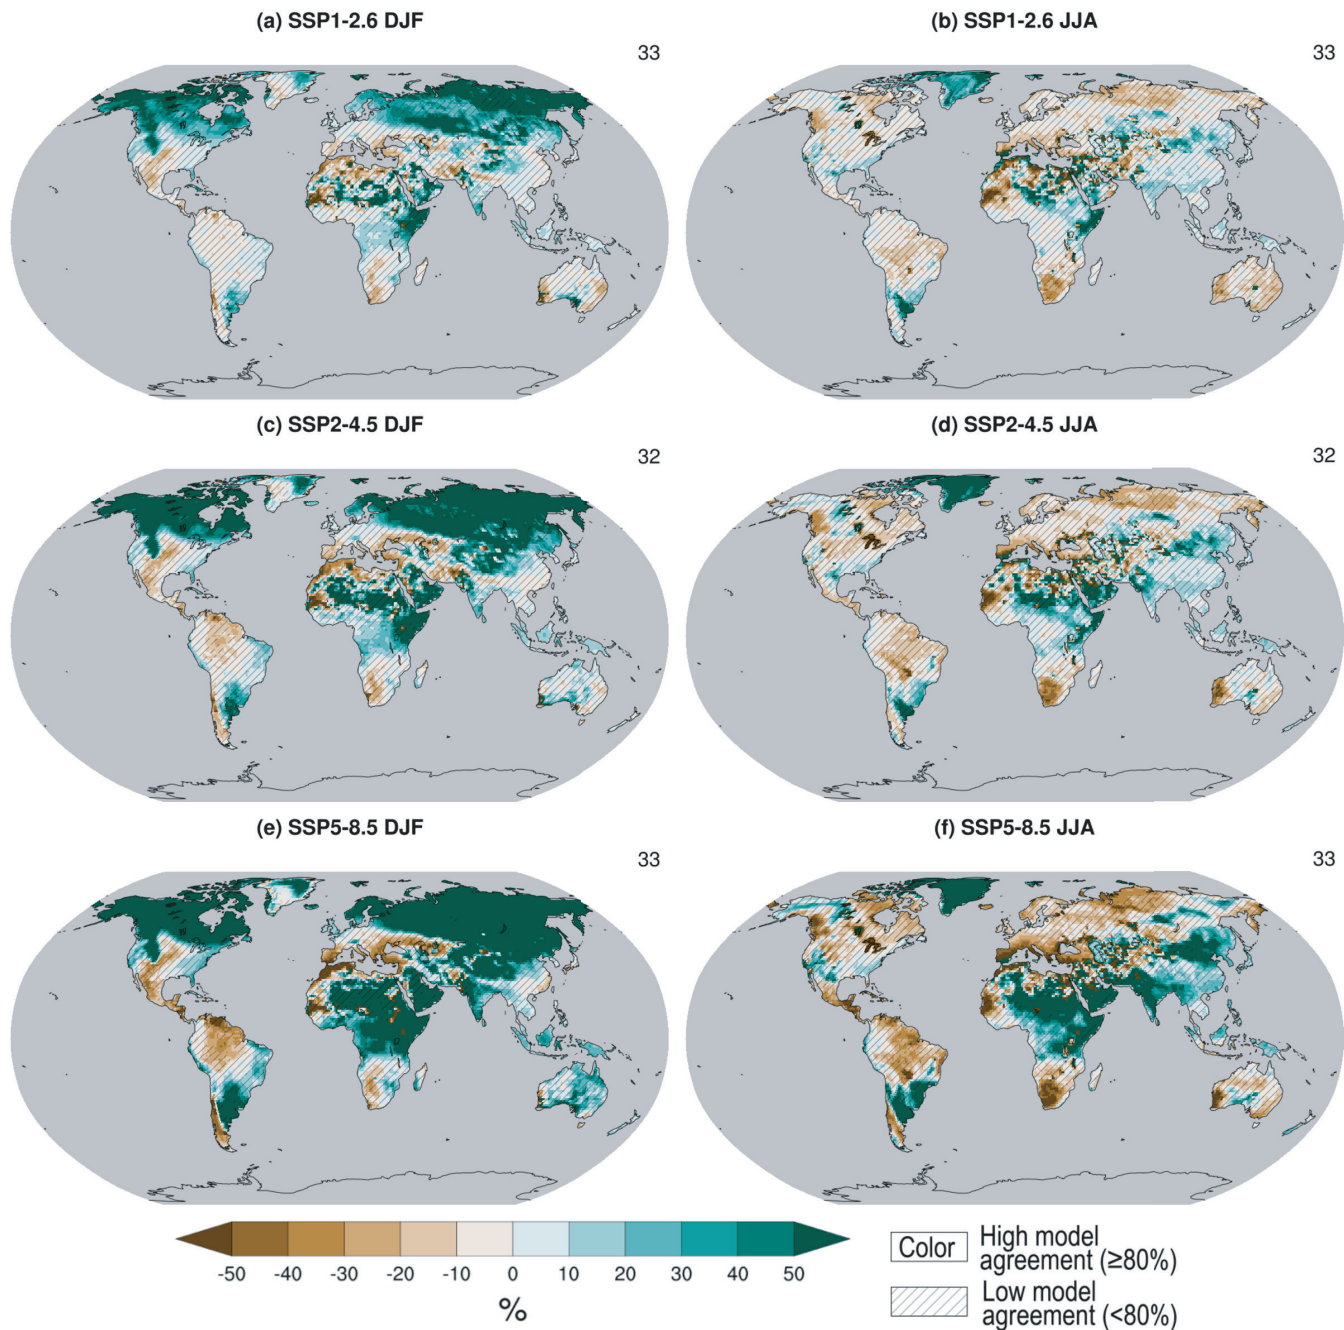 (a) SSP1-2.6 DJF
33
(b) SSP1-2.6 JJA
33
(c) SSP2-4.5 DJF
32
(d) SSP2-4.5 JJA
32
(e) SSP5-8.5 DJF
33
(f) SSP5-8.5 JJA
33
-50 -40 -30 -20 -10 0 10 20 30 40 50
%
Color
High model
agreement (≥80%)
Low model
agreement (<80%)